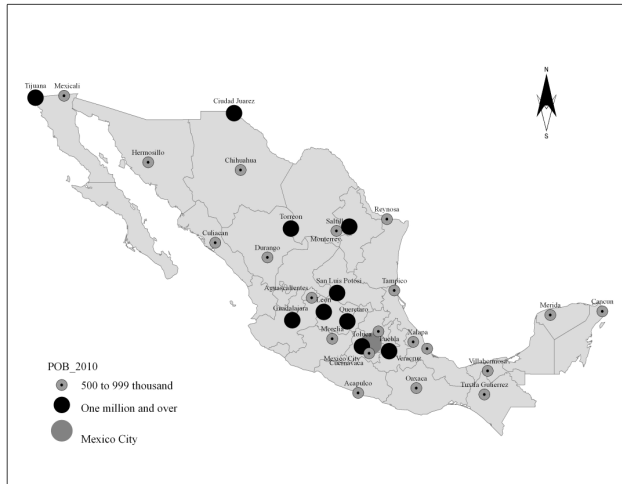 N
S
Tijuana
Mexicali
Ciudad Juarez
Hermosillo
Chihuahua
Reynosa
Torreon
Saltillo
Monterrey
Culiacan
Durango
San Luis Potosi
Tampico
Aguascalientes
Leon
Guadalajara
Queretaro
Merida
Cancun
Morelia
Toluca
Puebla
Xalapa
Mexico City
Veracruz
Cuernavaca
Villahermosa
Acapulco
Oaxaca
Tuxtla Gutierrez
POB_2010
500 to 999 thousand
One million and over
Mexico City